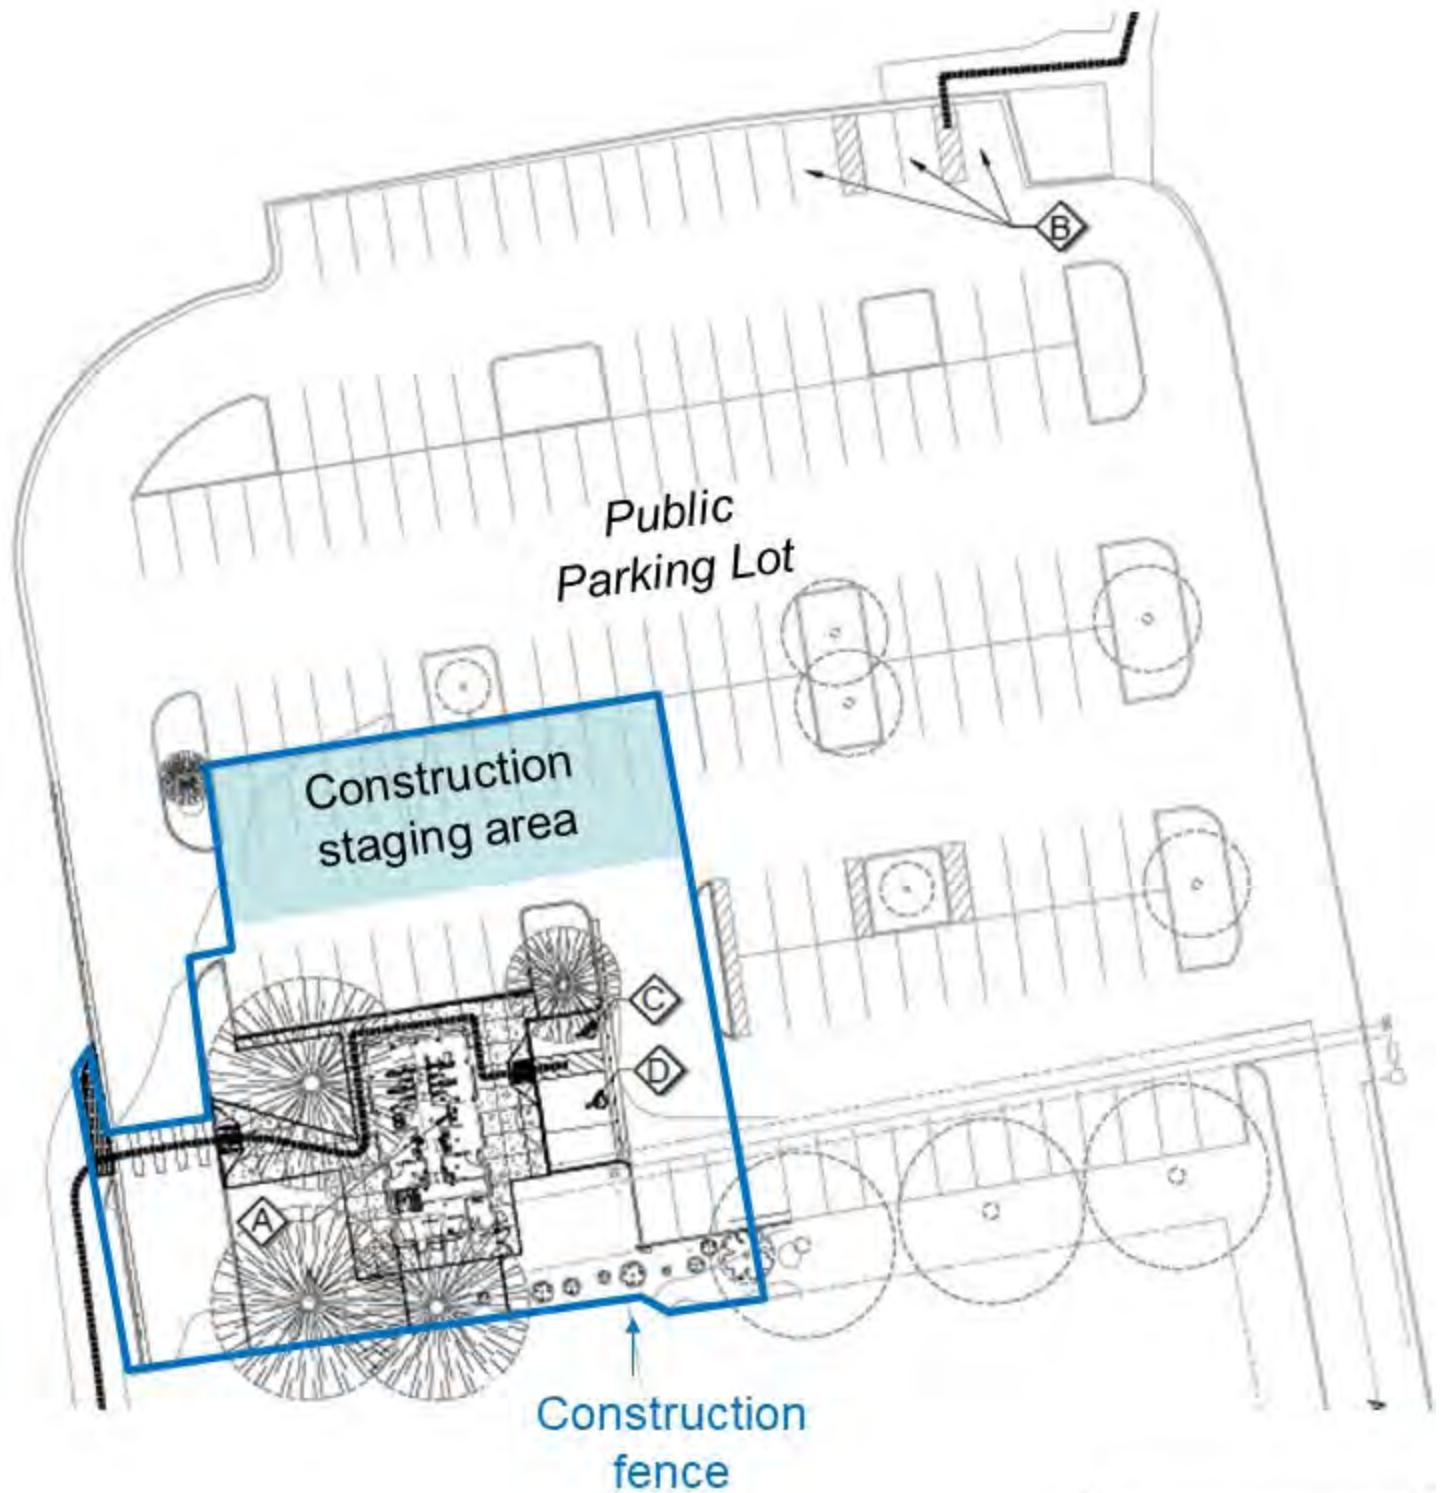 B
Public
Parking Lot
Construction
staging area
C
D
A
Construction
fence